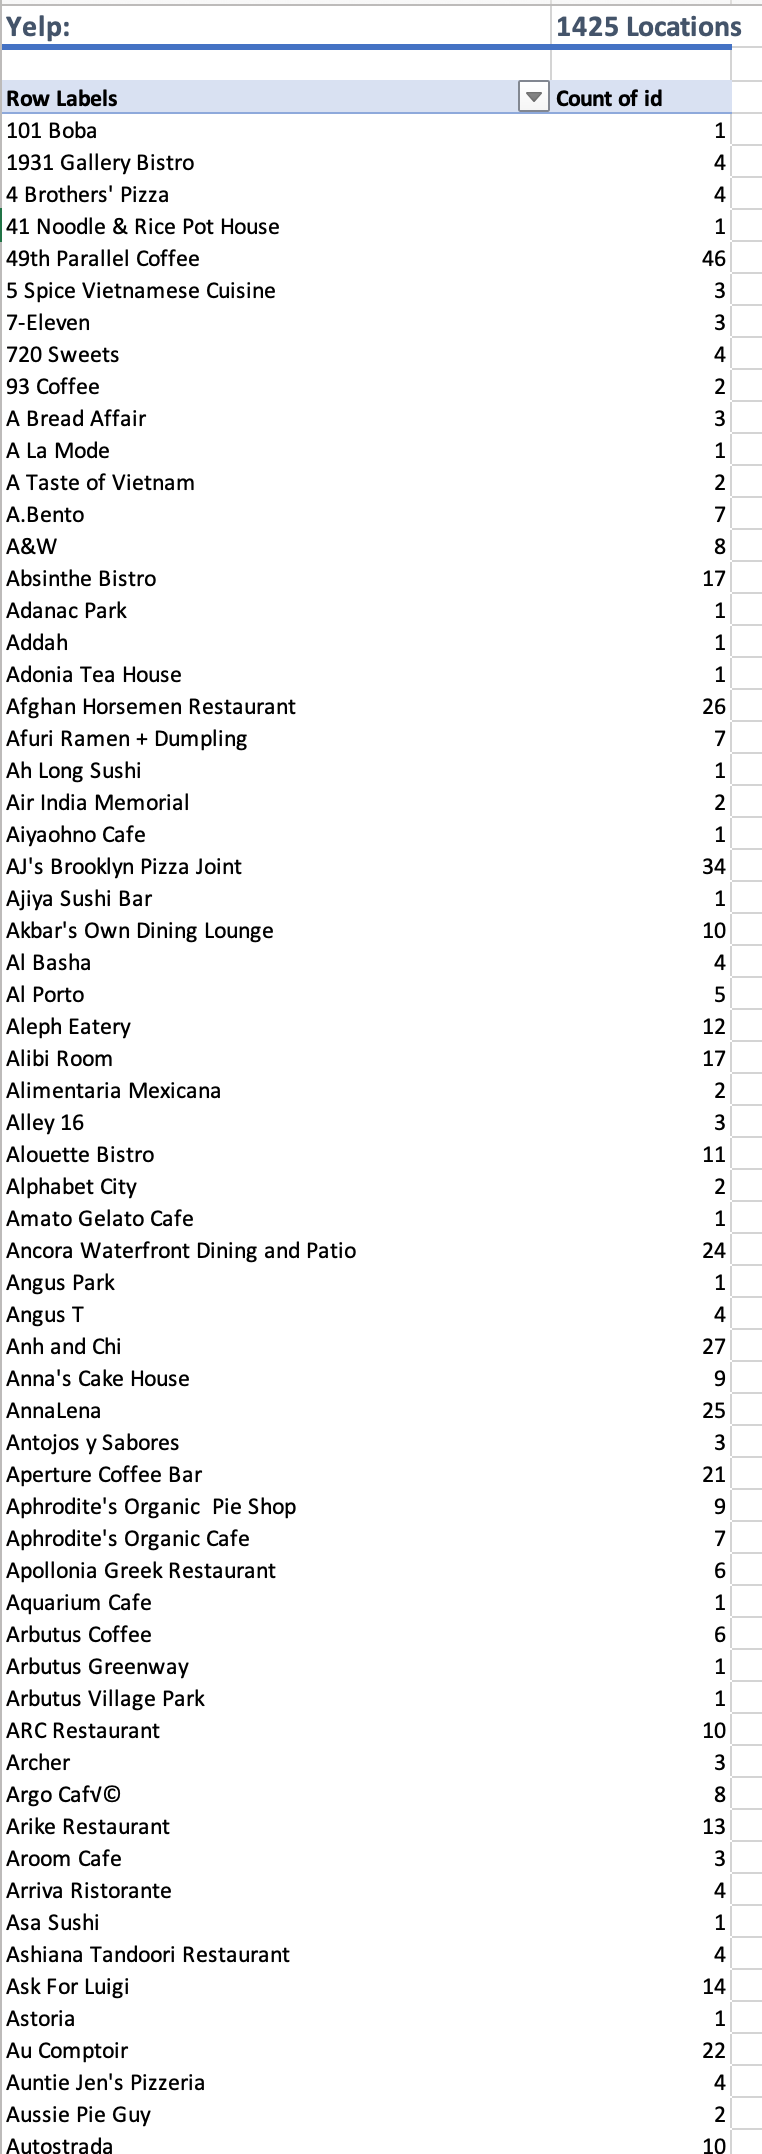 Yelp: 1425 Locations
Row Labels Count of id
101 Boba 1
1931 Gallery Bistro 4
4 Brothers' Pizza 4
41 Noodle & Rice Pot House 1
49th Parallel Coffee 46
5 Spice Vietnamese Cuisine 3
7-Eleven 3
720 Sweets 4
93 Coffee 2
A Bread Affair 3
A La Mode 1
A Taste of Vietnam 2
A.Bento 7
A&W 8
Absinthe Bistro 17
Adanac Park 1
Addah 1
Adonia Tea House 1
Afghan Horsemen Restaurant 26
Afuri Ramen + Dumpling 7
Ah Long Sushi 1
Air India Memorial 2
Aiyaohno Cafe 1
AJ's Brooklyn Pizza Joint 34
Ajiya Sushi Bar 1
Akbar's Own Dining Lounge 10
Al Basha 4
Al Porto 5
Aleph Eatery 12
Alibi Room 17
Alimentaria Mexicana 2
Alley 16 3
Alouette Bistro 11
Alphabet City 2
Amato Gelato Cafe 1
Ancora Waterfront Dining and Patio 24
Angus Park 1
Angus T 4
Anh and Chi 27
Anna's Cake House 9
AnnaLena 25
Antojos y Sabores 3
Aperture Coffee Bar 21
Aphrodite's Organic  Pie Shop 9
Aphrodite's Organic Cafe 7
Apollonia Greek Restaurant 6
Aquarium Cafe 1
Arbutus Coffee 6
Arbutus Greenway 1
Arbutus Village Park 1
ARC Restaurant 10
Archer 3
Argo Caf√© 8
Arike Restaurant 13
Aroom Cafe 3
Arriva Ristorante 4
Asa Sushi 1
Ashiana Tandoori Restaurant 4
Ask For Luigi 14
Astoria 1
Au Comptoir 22
Auntie Jen's Pizzeria 4
Aussie Pie Guy 2
Autostrada 10